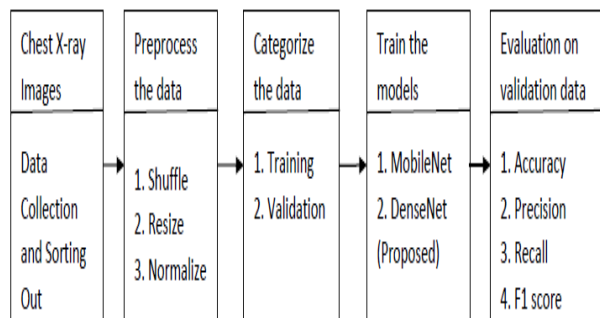 Chest X-ray
Images
Data
Collection
and Sorting
Out
Preprocess
the data
1. Shuffle
2. Resize
3. Normalize
Categorize
the data
1. Training
2. Validation
Train the
models
1. MobileNet
2. DenseNet
(Proposed)
Evaluation on
validation data
1. Accuracy
2. Precision
3. Recall
4. F1 score